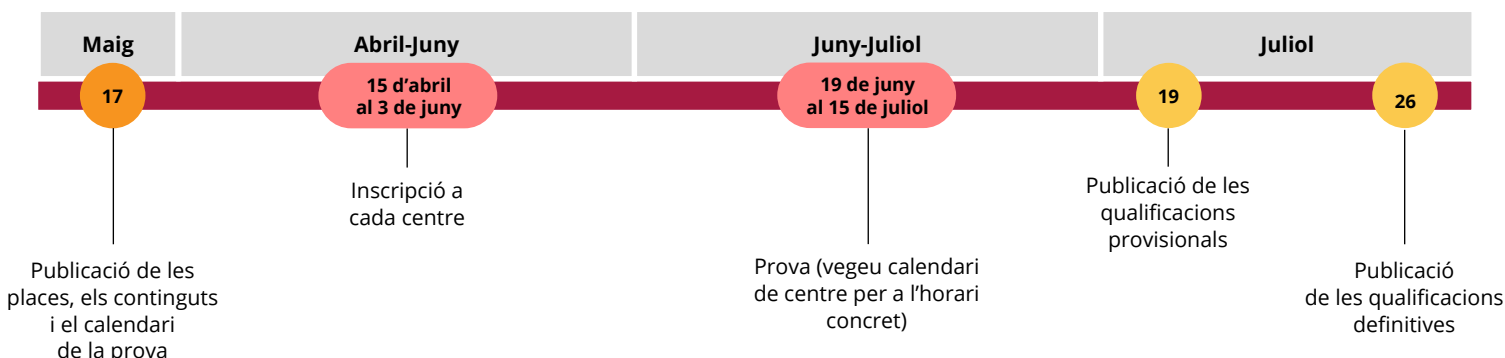 Maig
Abril-Juny
Juny-Juliol
Juliol
17
15 d’abril
al 3 de juny
19 de juny
al 15 de juliol
19
26
Publicació de les
places, els continguts
i el calendari
de la prova
Inscripció a
cada centre
Prova (vegeu calendari
de centre per a l’horari
concret)
Publicació de les
qualificacions
provisionals
Publicació
de les qualificacions
definitives